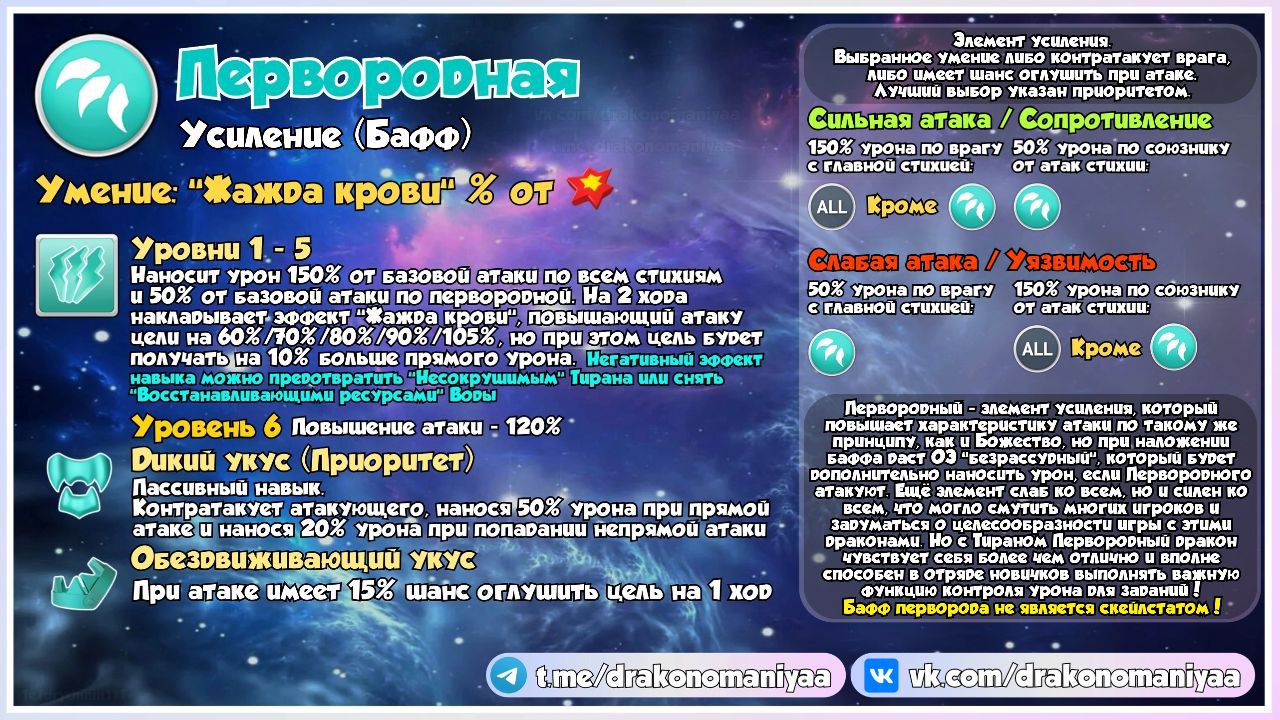 Первородная
Усиление (Бафф)
Умение: "Жажда крови" % от
Уровни 1 - 5
Наносит урон 150% от базовой атаки по всем стихиям
и 50% от базовой атаки по первородной. На 2 хода
накладывает эффект "Жажда крови", повышающий атаку
цели на 60%/70%/80%/90%/105%, но при этом цель будет
получать на 10% больше прямого урона. Негативный эффект
навыка можно предотвратить "Несокрушимым" Тирана или снять
"Восстанавливающими ресурсами" Воды
Уровень 6 Повышение атаки - 120%
Дикий укус (Приоритет)
Пассивный навык.
Контратакует атакующего, нанося 50% урона при прямой
атаке и нанося 20% урона при попадании непрямой атаки
Обездвиживающий укус
При атаке имеет 15% шанс оглушить цель на 1 ход
Элемент усиления.
Выбранное умение либо контратакует врага,
либо имеет шанс оглушить при атаке.
Лучший выбор указан приоритетом.
Сильная атака / Сопротивление
150% урона по врагу 50% урона по союзнику
с главной стихией: от атак стихии:
ALL Кроме
Слабая атака / Уязвимость
50% урона по врагу 150% урона по союзнику
с главной стихией: от атак стихии:
ALL Кроме
Первородный - элемент усиления, который
повышает характеристику атаки по такому же
принципу, как и Божество, но при наложении
баффа даст ОЭ "безрассудный", который будет
дополнительно наносить урон, если Первородного
атакуют. Ещё элемент слаб ко всем, но и силен ко
всем, что могло смутить многих игроков и
задуматься о целесообразности игры с этими
драконами. Но с Тираном Первородный дракон
чувствует себя более чем отлично и вполне
способен в отряде новичков выполнять важную
функцию контроля урона для заданий!
Бафф перворода не является скейлстатом!
t.me/drakonomaniyaa
vk.com/drakonomaniyaa
vk.com/drakonomaniyaa
t.me/drakonomaniyaa